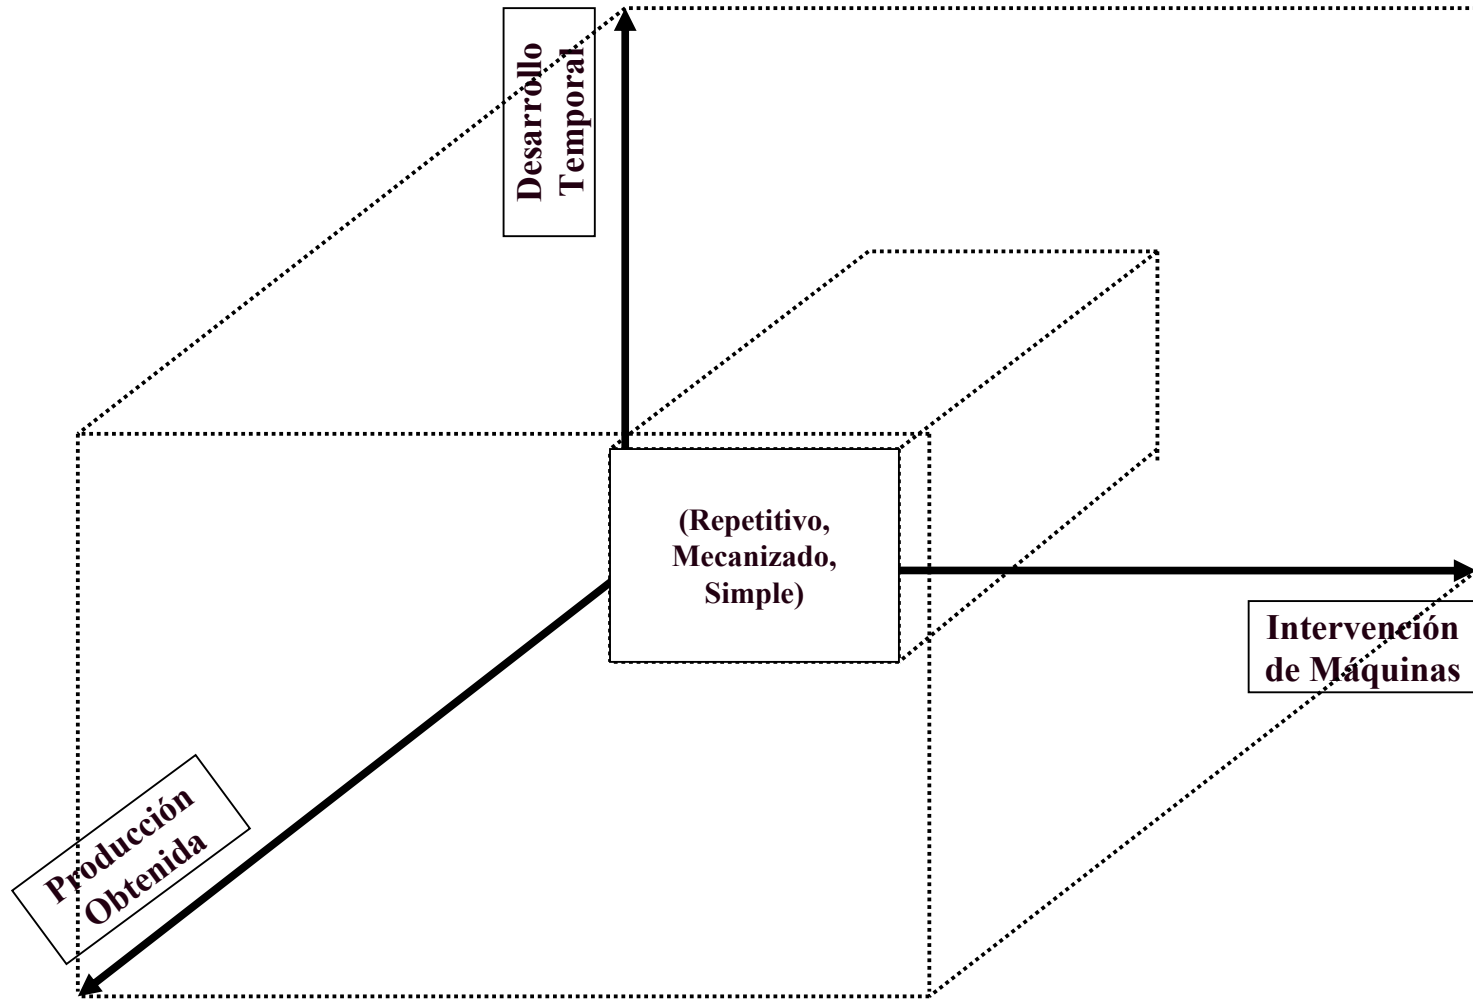 Desarrollo
Temporal
(Repetitivo,
Mecanizado,
Simple)
Intervención
de Máquinas
Producción
Obtenida